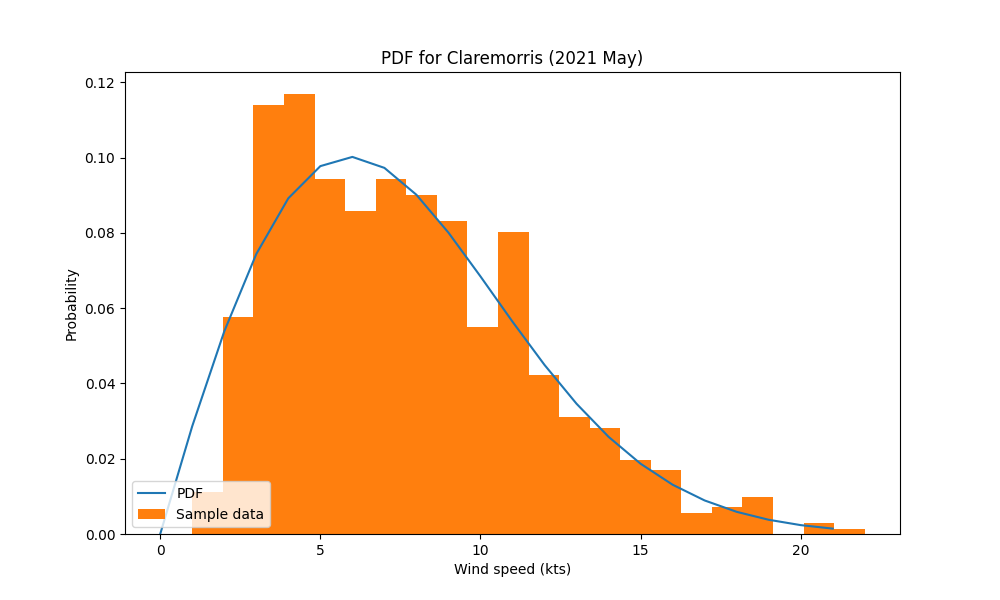 PDF for Claremorris (2021 May)
0.12
0.10
0.08
0.06
0.04
0.02
0.00
Probability
PDF
Sample data
0 5 10 15 20
Wind speed (kts)